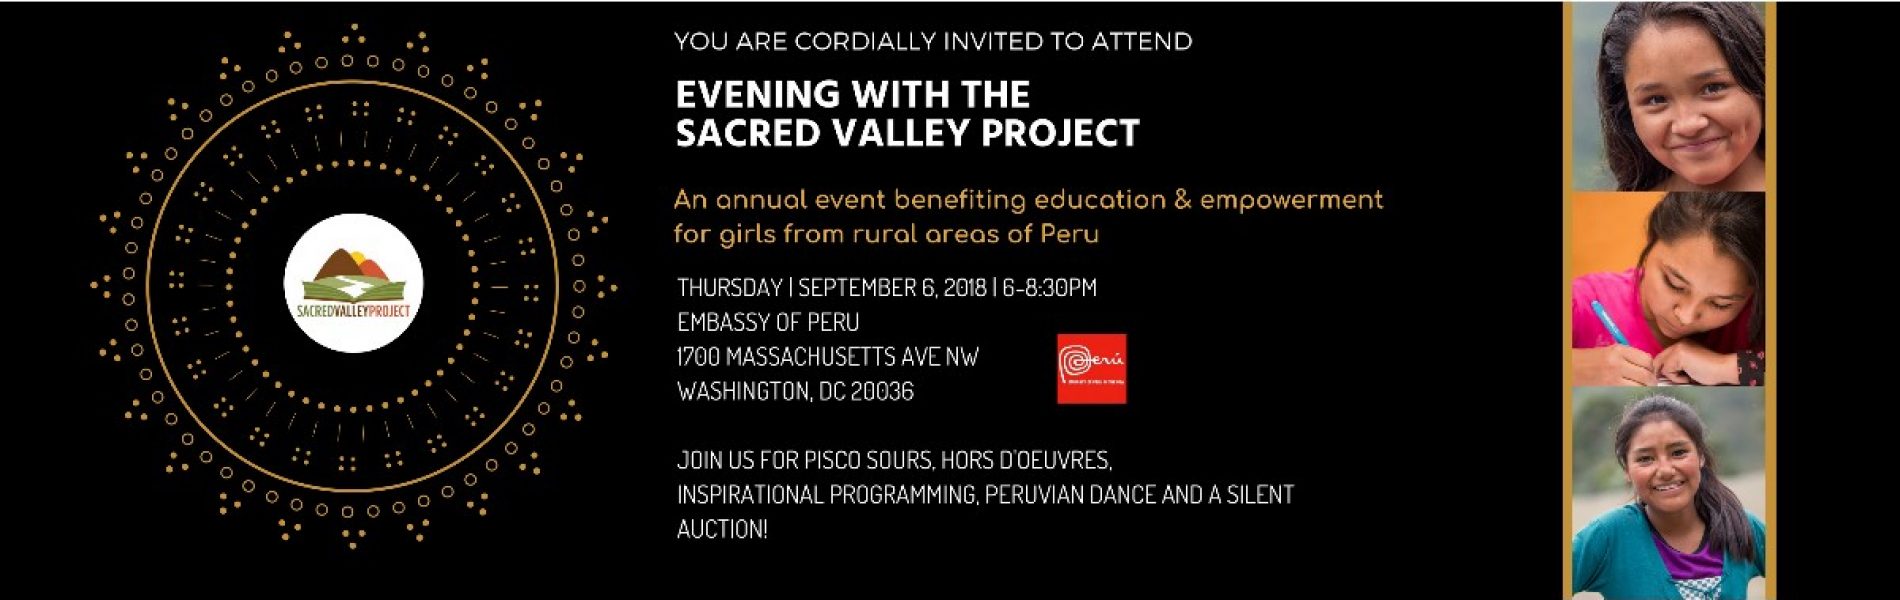 YOU ARE CORDIALLY INVITED TO ATTEND
EVENING WITH THE
SACRED VALLEY PROJECT
An annual event benefiting education & empowerment
for girls from rural areas of Peru
THURSDAY | SEPTEMBER 6, 2018 | 6-8:30PM
EMBASSY OF PERU
1700 MASSACHUSETTS AVE NW
WASHINGTON, DC 20036
JOIN US FOR PISCO SOURS, HORS D'OEUVRES,
INSPIRATIONAL PROGRAMMING, PERUVIAN DANCE AND A SILENT
AUCTION!
SACREDVALLEYPROJECT
Perú